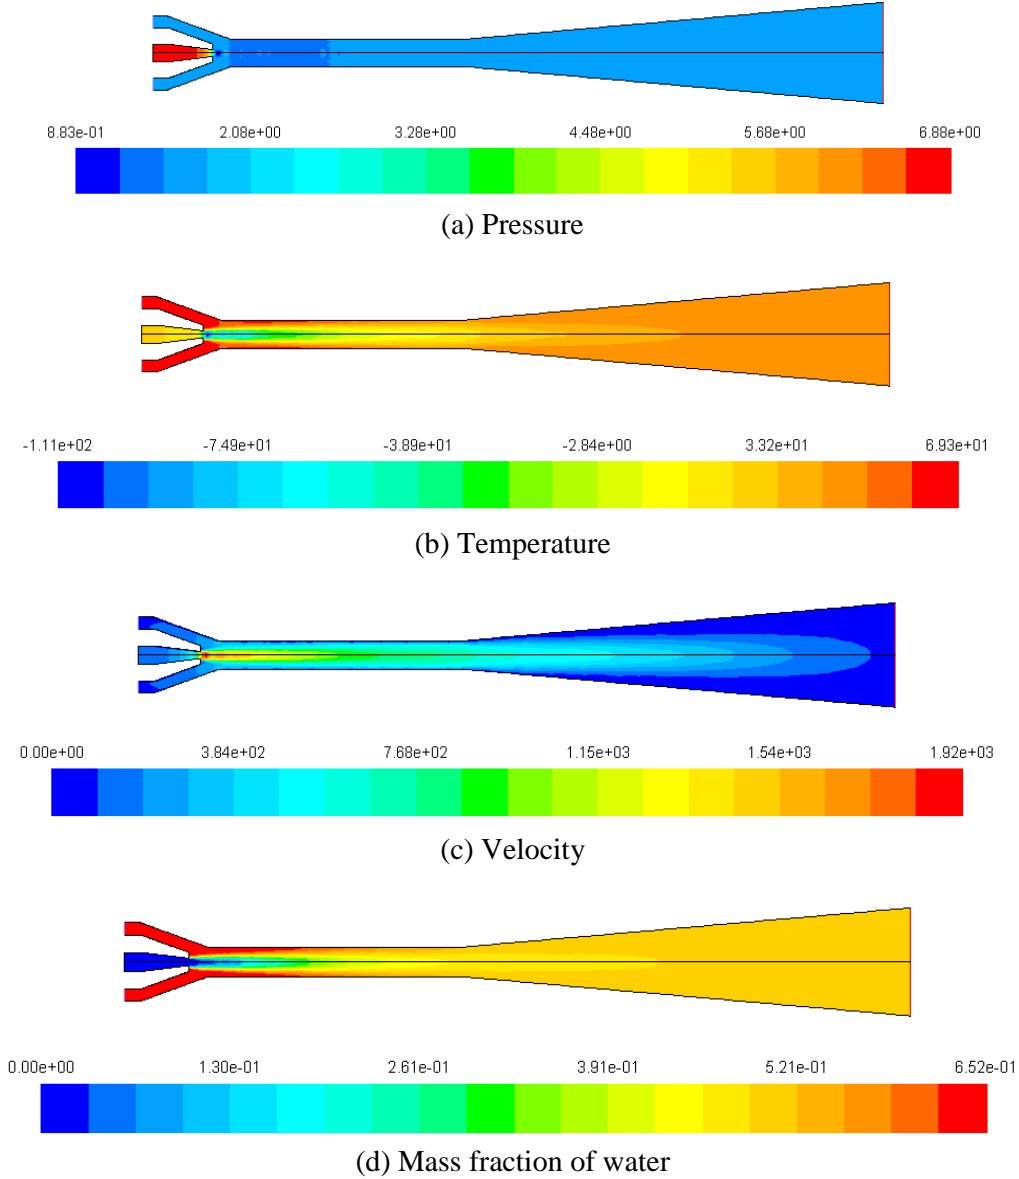 8.83e-01 2.08e+00 3.28e+00 4.48e+00 5.68e+00 6.88e+00
(a) Pressure
-1.11e+02 -7.49e+01 -3.89e+01 -2.84e+00 3.32e+01 6.93e+01
(b) Temperature
0.00e+00 3.84e+02 7.68e+02 1.15e+03 1.54e+03 1.92e+03
(c) Velocity
0.00e+00 1.30e-01 2.61e-01 3.91e-01 5.21e-01 6.52e-01
(d) Mass fraction of water